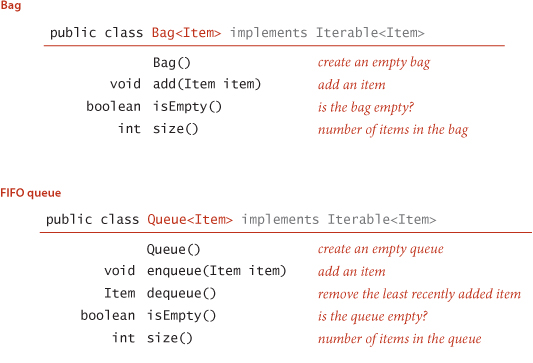 Bag
public class Bag<Item> implements Iterable<Item>
Bag() create an empty bag
void add(Item item) add an item
boolean isEmpty() is the bag empty?
int size() number of items in the bag
FIFO queue
public class Queue<Item> implements Iterable<Item>
Queue() create an empty queue
void enqueue(Item item) add an item
Item dequeue() remove the least recently added item
boolean isEmpty() is the queue empty?
int size() number of items in the queue